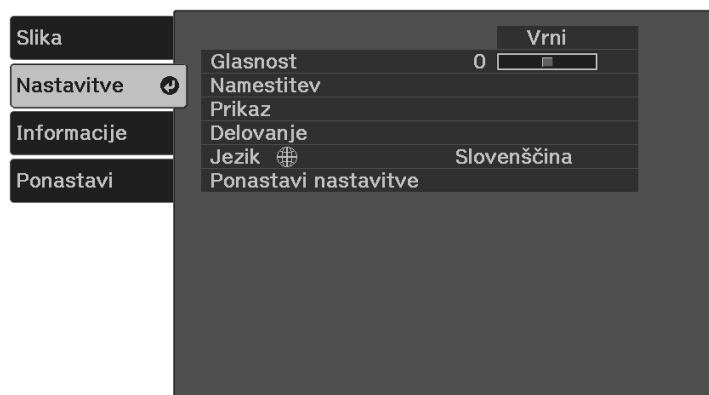 Slika
Nastavitve
Informacije
Ponastavi
Vrni
Glasnost 0
Namestitev
Prikaz
Delovanje
Jezik Slovenščina
Ponastavi nastavitve